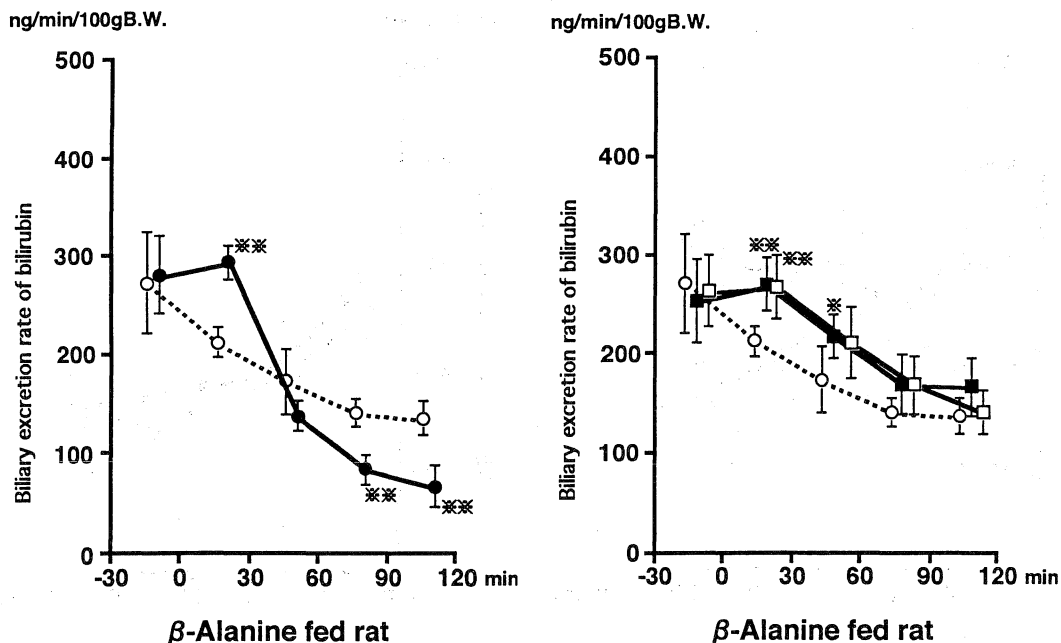 ng/min/100gB.W.
500
400
300
200
100
0
Biliary excretion rate of bilirubin
※※
※※
※※
-30 0 30 60 90 120 min
β-Alanine fed rat
ng/min/100gB.W.
500
400
300
200
100
0
Biliary excretion rate of bilirubin
※※
※※
※
-30 0 30 60 90 120 min
β-Alanine fed rat